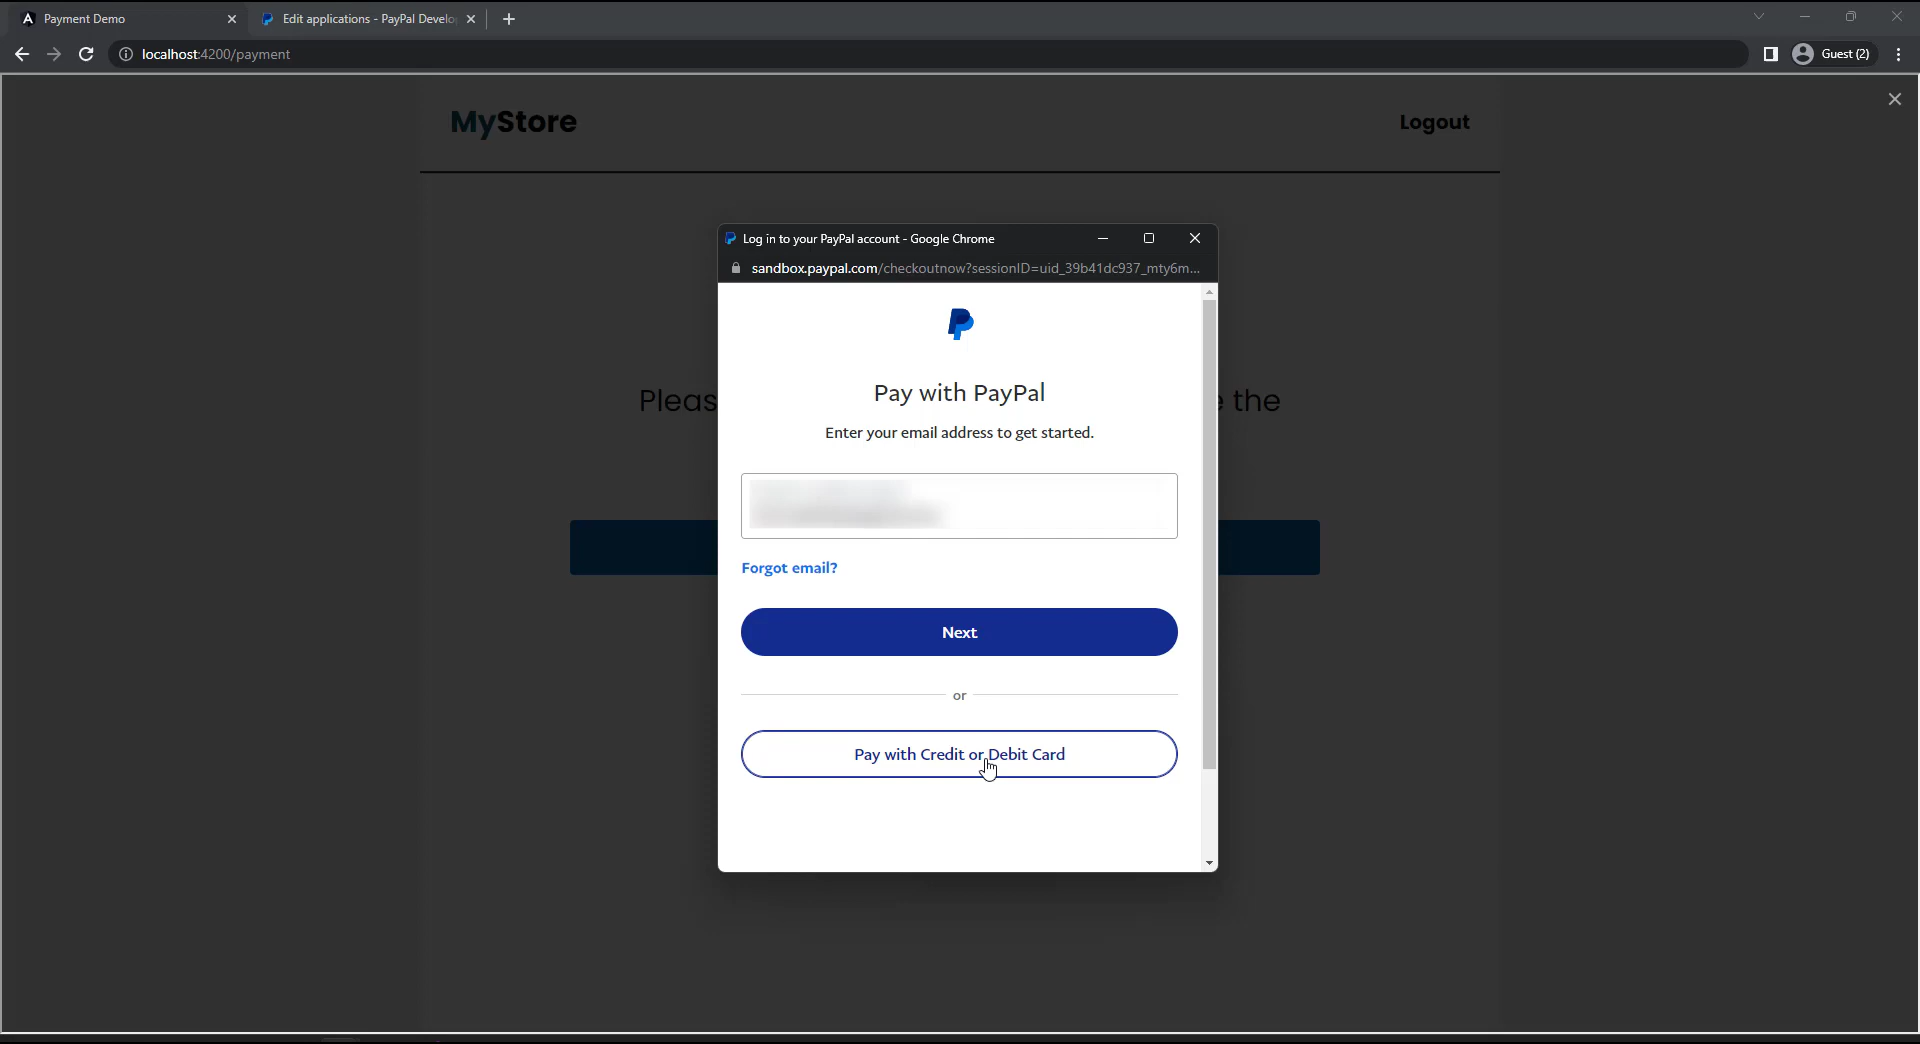 Payment Demo
Edit applications - PayPal Develo
localhost:4200/payment
Guest (2)
MyStore
Logout
Log in to your PayPal account - Google Chrome
sandbox.paypal.com/checkoutnow?sessionID=uid_39b41dc937_mty6m...
Pay with PayPal
Pleas
the
Enter your email address to get started.
Forgot email?
Next
or
Pay with Credit or Debit Card